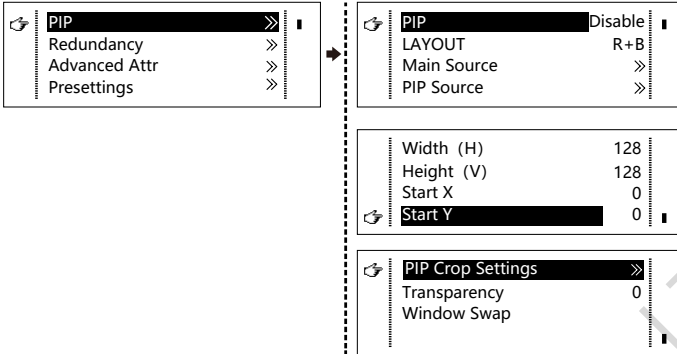 PIP »
Redundancy »
Advanced Attr »
Presettings »
PIP Disable
LAYOUT R+B
Main Source »
PIP Source »
Width (H) 128
Height (V) 128
Start X 0
Start Y 0
PIP Crop Settings »
Transparency 0
Window Swap